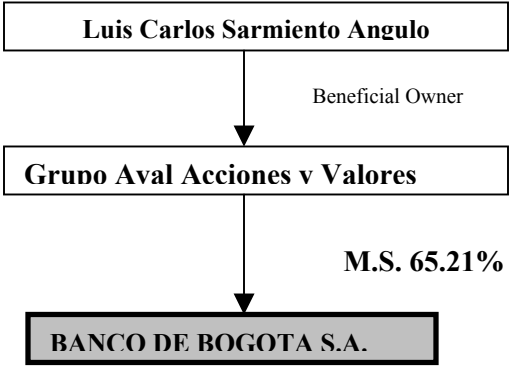 Luis Carlos Sarmiento Angulo
Beneficial Owner
Grupo Aval Acciones y Valores
M.S. 65.21%
BANCO DE BOGOTA S.A.